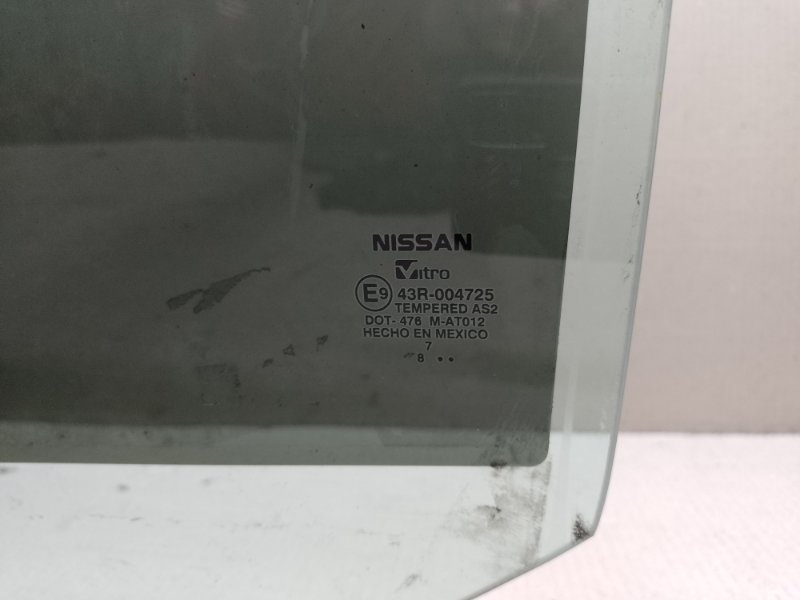 NISSAN
Vitro
E9 43R-004725
TEMPERED AS2
DOT-476 M-AT012
HECHO EN MEXICO
7
8 ..